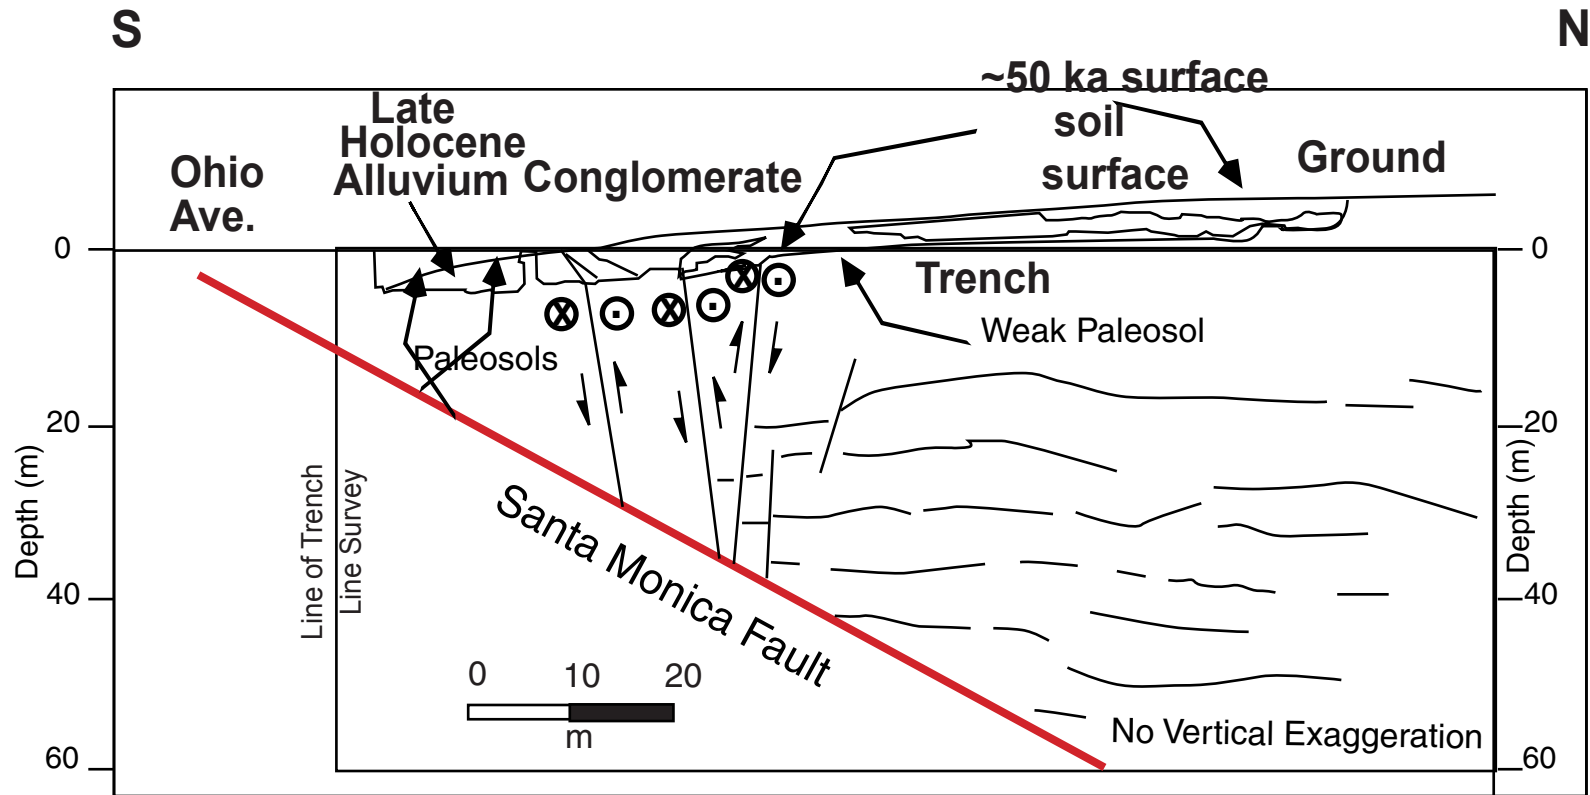 S
N
~50 ka surface
soil
surface
Late
Holocene
Alluvium
Ohio
Ave.
Conglomerate
Ground
0
0
Trench
Weak Paleosol
Paleosols
20
20
Depth (m)
Depth (m)
Line of Trench
Line Survey
Santa Monica Fault
40
40
0 10 20
m
No Vertical Exaggeration
60
60